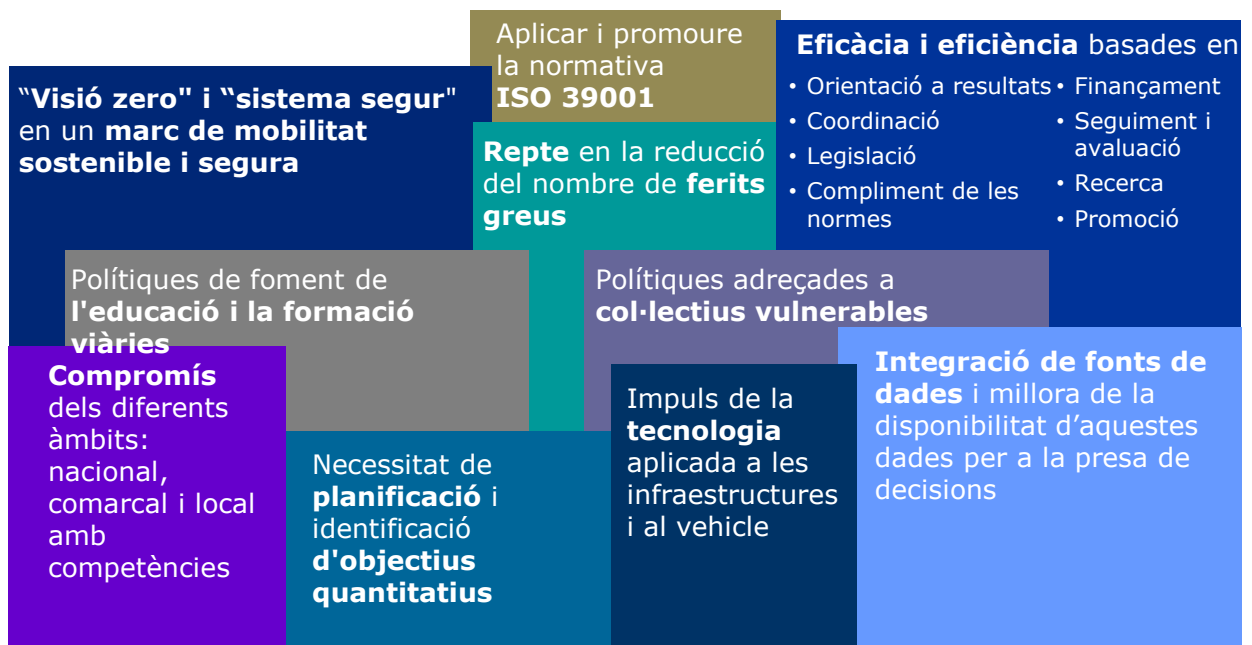 “Visió zero" i “sistema segur"
en un marc de mobilitat
sostenible i segura
Aplicar i promoure
la normativa
ISO 39001
Repte en la reducció
del nombre de ferits
greus
Eficàcia i eficiència basades en
• Orientació a resultats
• Coordinació
• Legislació
• Compliment de les
normes
• Finançament
• Seguiment i
avaluació
• Recerca
• Promoció
Polítiques de foment de
l'educació i la formació
viàries
Polítiques adreçades a
col·lectius vulnerables
Compromís
dels diferents
àmbits:
nacional,
comarcal i local
amb
competències
Necessitat de
planificació i
identificació
d'objectius
quantitatius
Impuls de la
tecnologia
aplicada a les
infraestructures
i al vehicle
Integració de fonts de
dades i millora de la
disponibilitat d’aquestes
dades per a la presa de
decisions